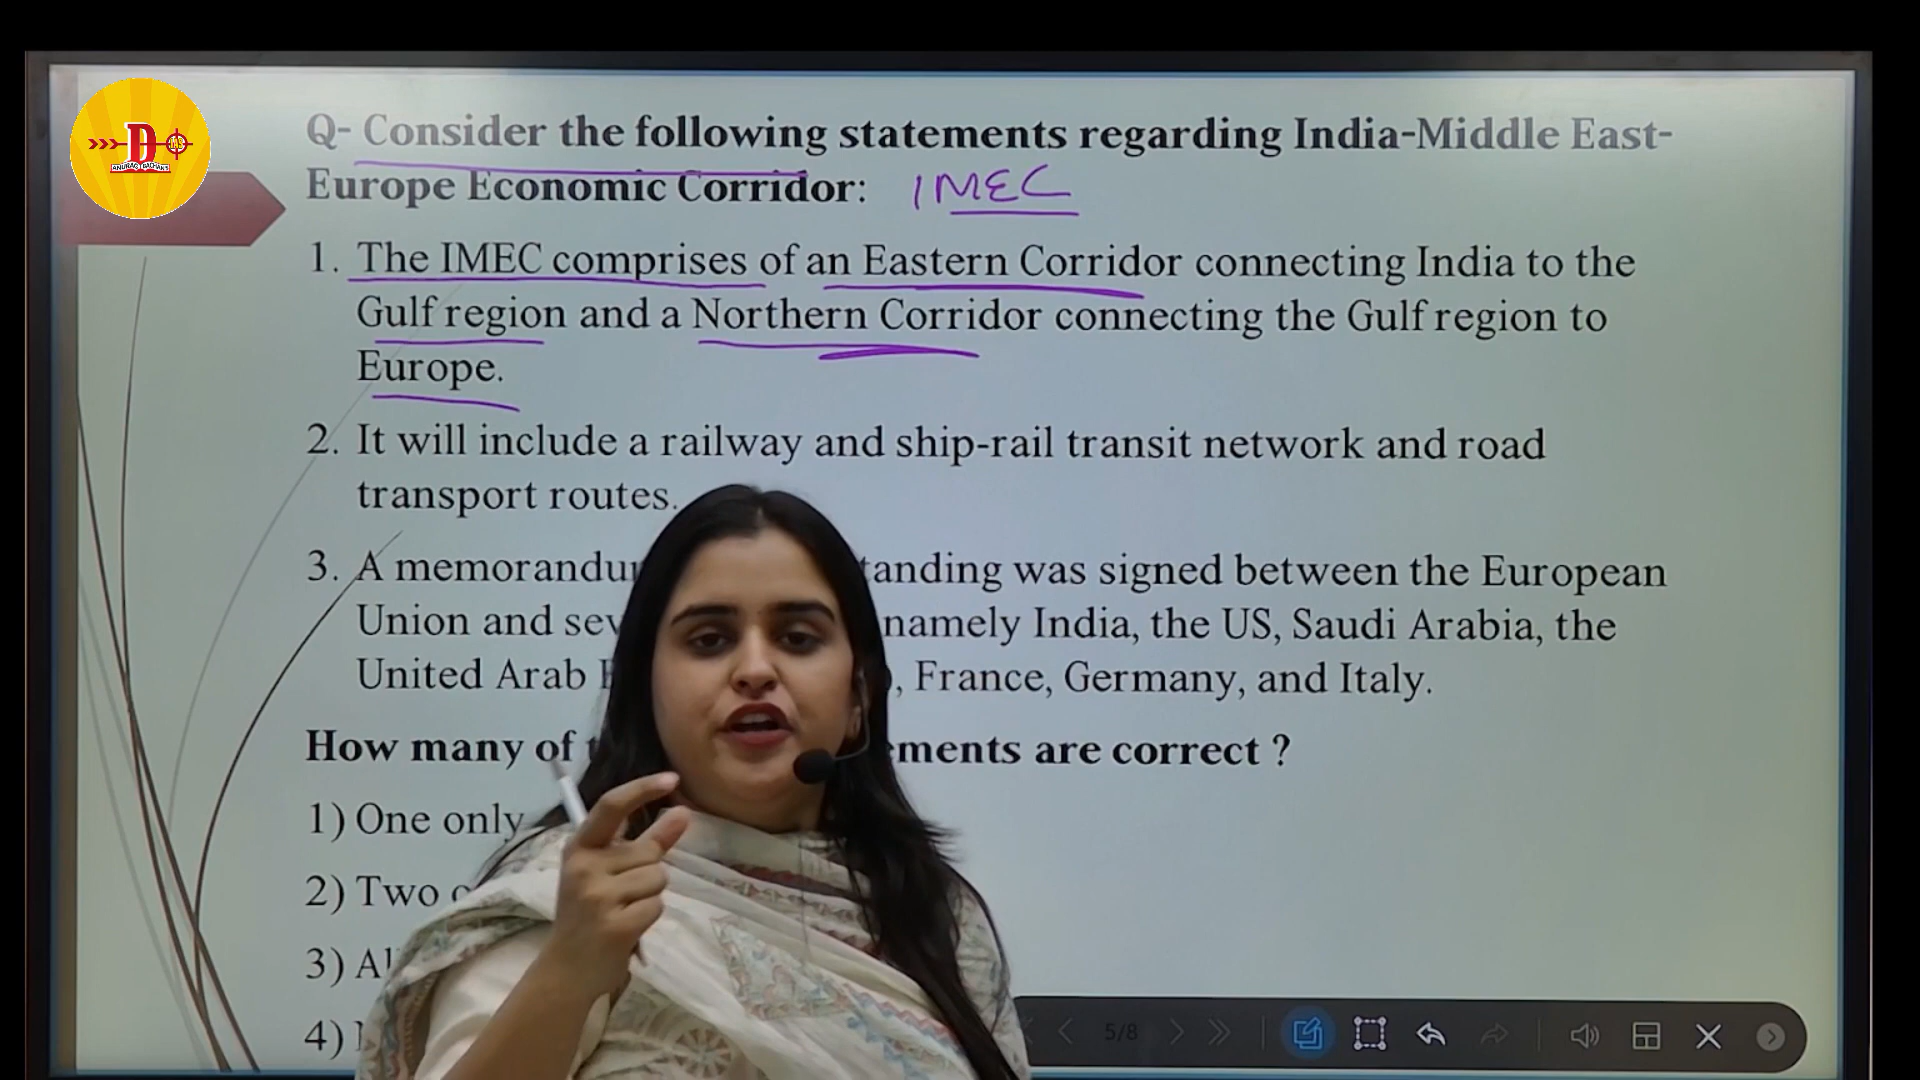 D
IAS
Q- Consider the following statements regarding India-Middle East-
Europe Economic Corridor: IMEC
1. The IMEC comprises of an Eastern Corridor connecting India to the
Gulf region and a Northern Corridor connecting the Gulf region to
Europe.
2. It will include a railway and ship-rail transit network and road
transport routes.
3. A memorandu tanding was signed between the European
Union and sev namely India, the US, Saudi Arabia, the
United Arab , France, Germany, and Italy.
How many of ements are correct ?
1) One only
2) Two
3) Al
4)
5/8